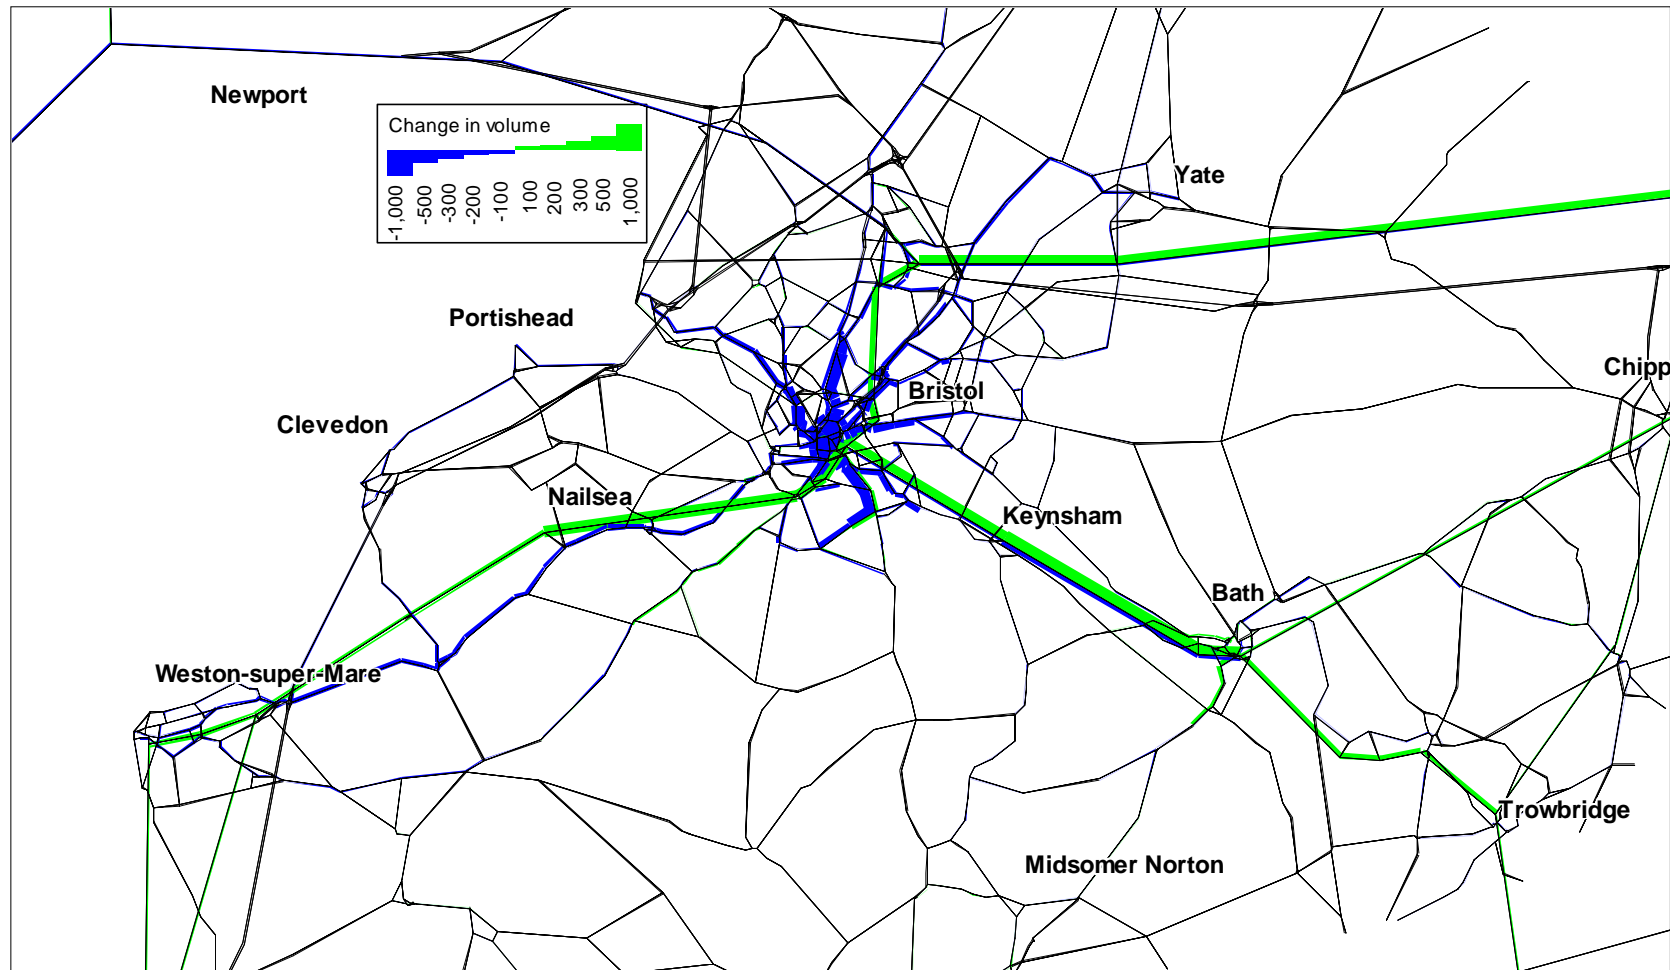 Newport
Change in volume
-1,000
-500
-300
-200
-100
100
200
300
500
1,000
Yate
Portishead
Chipp
Bristol
Clevedon
Nailsea
Keynsham
Bath
Weston-super-Mare
Trowbridge
Midsomer Norton